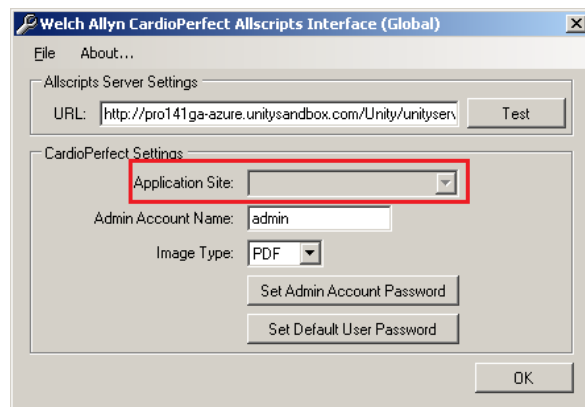 Welch Allyn CardioPerfect Allscripts Interface (Global)
File About...
Allscripts Server Settings
URL: http://pro141ga-azure.unitysandbox.com/Unity/unityserv Test
CardioPerfect Settings
Application Site:
Admin Account Name: admin
Image Type: PDF
Set Admin Account Password
Set Default User Password
OK